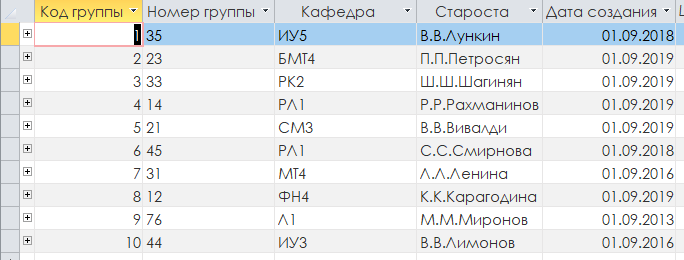 Код группы Номер группы Кафедра Староста Дата создания
1 35 ИУ5 В.В.Лункин 01.09.2018
2 23 БМТ4 П.П.Петросян 01.09.2019
3 33 РК2 Ш.Ш.Шагинян 01.09.2019
4 14 РЛ1 Р.Р.Рахманинов 01.09.2019
5 21 СМ3 В.В.Вивалди 01.09.2019
6 45 РЛ1 С.С.Смирнова 01.09.2018
7 31 МТ4 Л.Л.Ленина 01.09.2016
8 12 ФН4 К.К.Карагодина 01.09.2019
9 76 Л1 М.М.Миронов 01.09.2013
10 44 ИУ3 В.В.Лимонов 01.09.2016